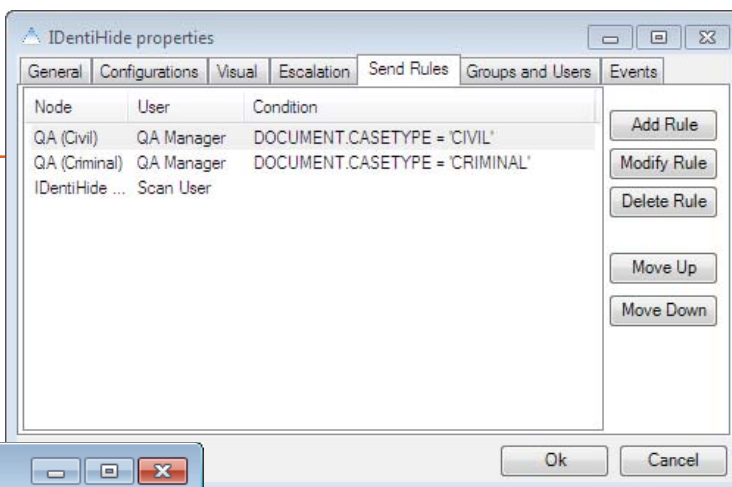 IDentiHide properties
General Configurations Visual Escalation Send Rules Groups and Users Events
Node User Condition
QA (Civil) QA Manager DOCUMENT.CASETYPE = 'CIVIL'
QA (Criminal) QA Manager DOCUMENT.CASETYPE = 'CRIMINAL'
IDentiHide ... Scan User
Add Rule
Modify Rule
Delete Rule
Move Up
Move Down
Ok Cancel